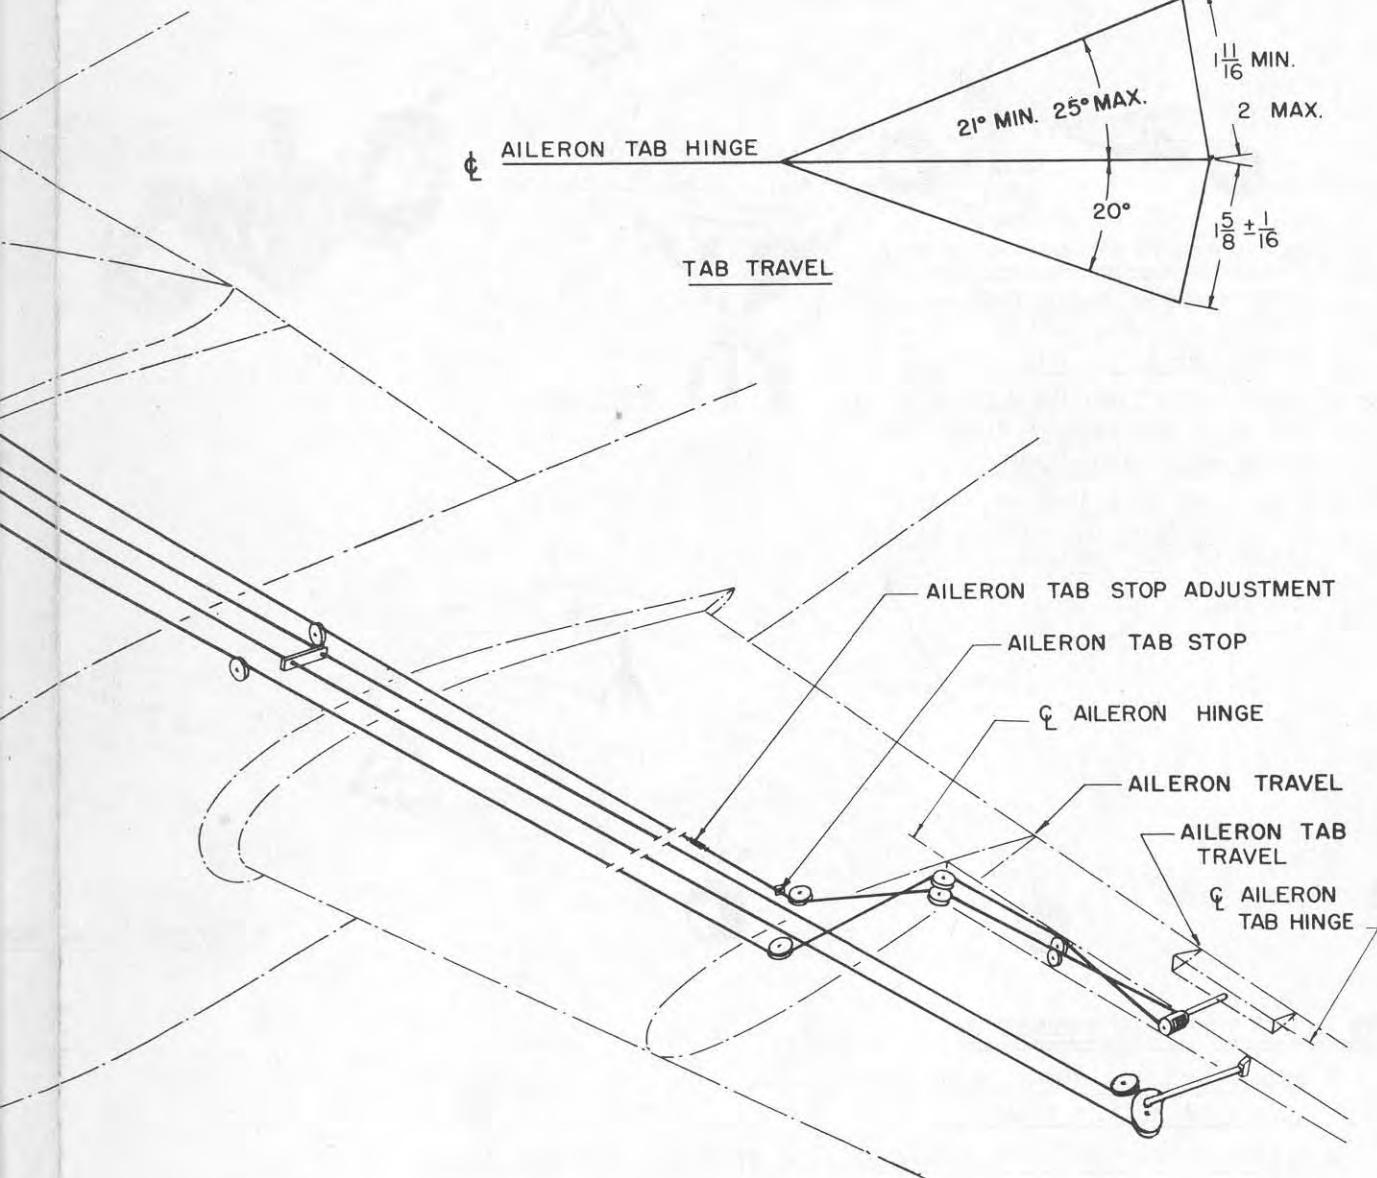 1 11/16 MIN.
21° MIN. 25° MAX.
2 MAX.
℄ AILERON TAB HINGE
20°
1 5/8 ± 1/16
TAB TRAVEL
AILERON TAB STOP ADJUSTMENT
AILERON TAB STOP
℄ AILERON HINGE
AILERON TRAVEL
AILERON TAB
TRAVEL
℄ AILERON
TAB HINGE